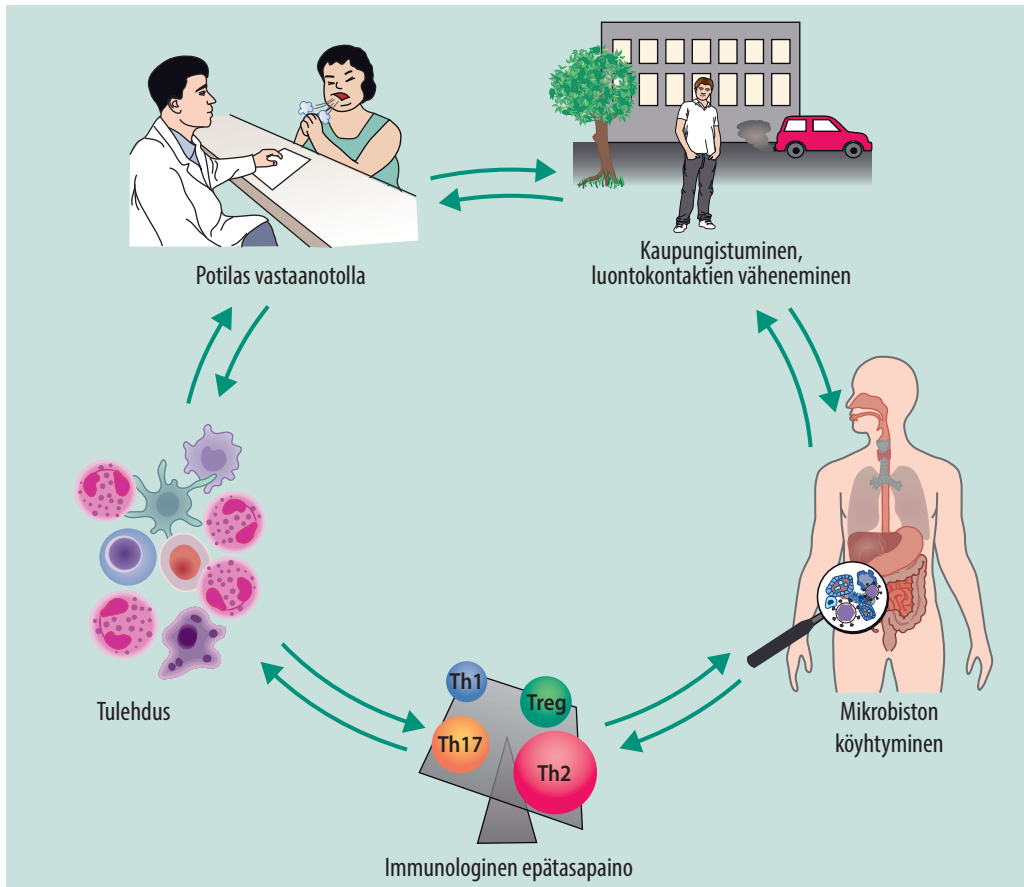 Potilas vastaanotolla
Kaupungistuminen,
luontokontaktien väheneminen
Tulehdus
Th1
Treg
Th17
Th2
Mikrobiston
köyhtyminen
Immunologinen epätasapaino